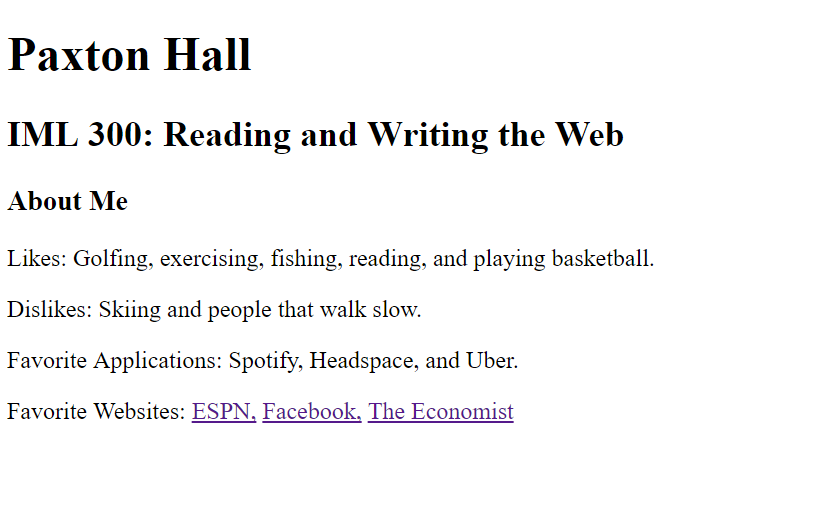 Paxton Hall
IML 300: Reading and Writing the Web
About Me
Likes: Golfing, exercising, fishing, reading, and playing basketball.
Dislikes: Skiing and people that walk slow.
Favorite Applications: Spotify, Headspace, and Uber.
Favorite Websites: ESPN, Facebook, The Economist